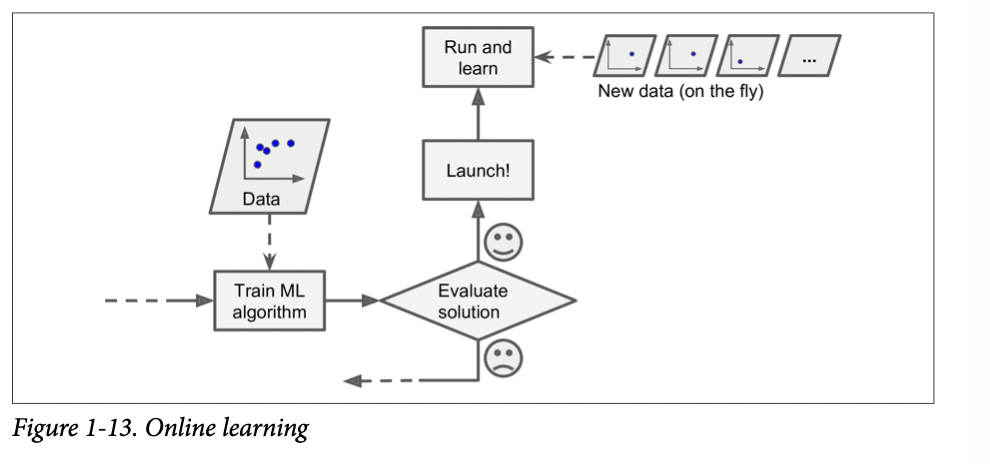 Run and
learn
...
New data (on the fly)
Launch!
Data
Train ML
algorithm
Evaluate
solution
Figure 1-13. Online learning